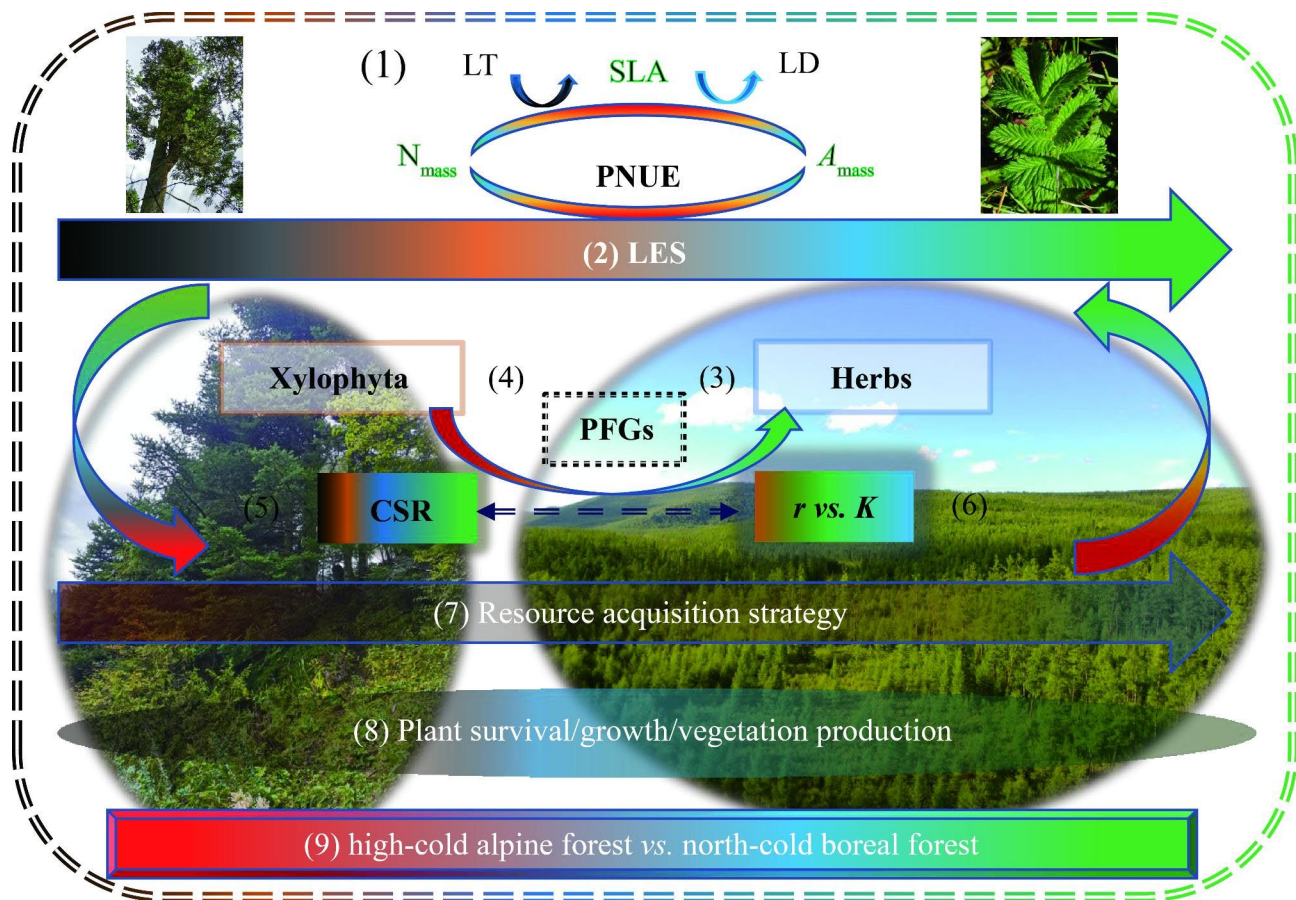 (1)
LT
SLA
LD
N_mass
PNUE
A_mass
(2) LES
Xylophyta
(4)
(3)
Herbs
PFGs
(5)
CSR
r vs. K
(6)
(7) Resource acquisition strategy
(8) Plant survival/growth/vegetation production
(9) high-cold alpine forest vs. north-cold boreal forest